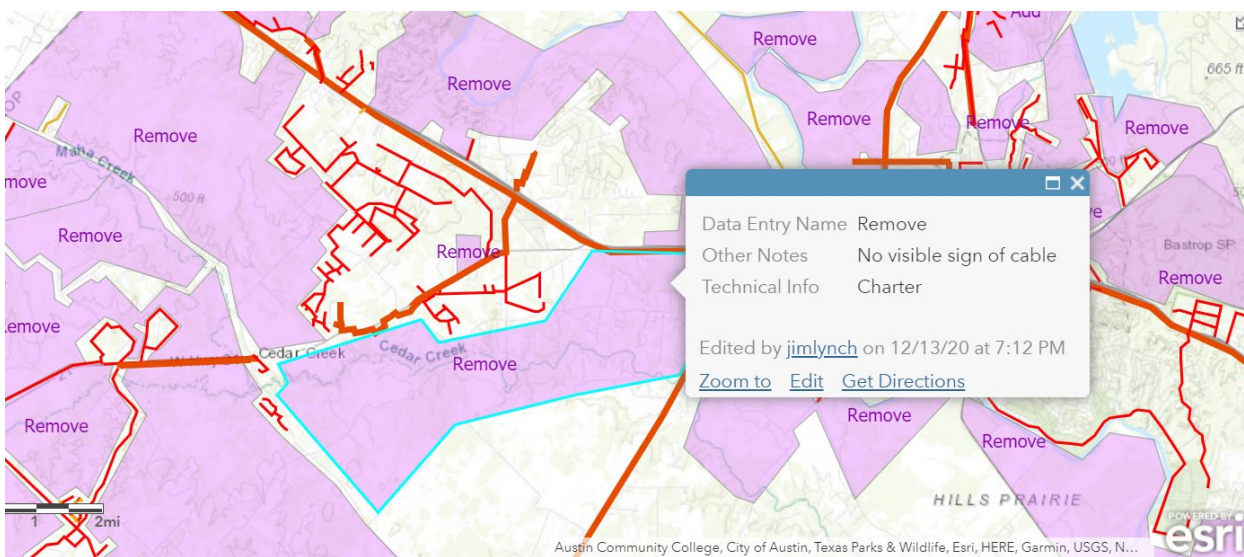 Add
Remove
665 ft
Remove
Remove
Remove
Remove
Remove
Maha Creek
move
500 ft
Data Entry Name Remove
Other Notes No visible sign of cable
Technical Info Charter
Edited by jimlynch on 12/13/20 at 7:12 PM
Zoom to Edit Get Directions
Remove
Remove
Bastrop SP
Remove
emove
Cedar Creek
Cedar Creek
Remove
Remove
Remove
Remove
HILLS PRAIRIE
1 2mi
POWERED BY
esri
Austin Community College, City of Austin, Texas Parks & Wildlife, Esri, HERE, Garmin, USGS, N...